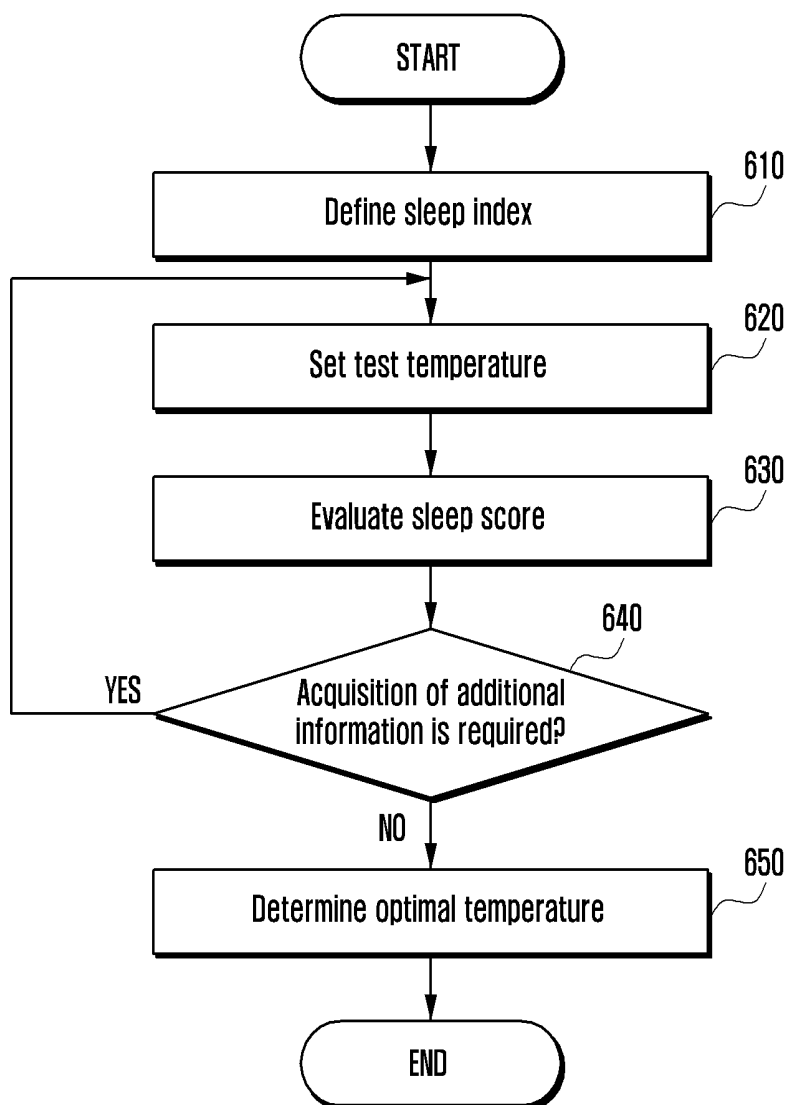 START
610
Define sleep index
620
Set test temperature
630
Evaluate sleep score
640
YES
Acquisition of additional
information is required?
NO
650
Determine optimal temperature
END